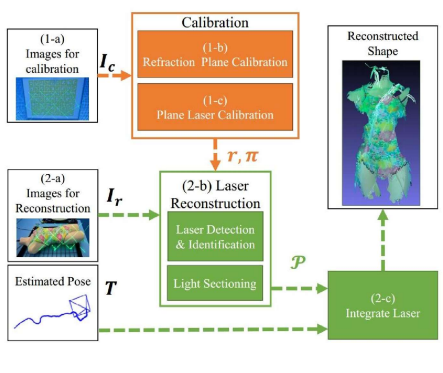 (1-a)
Images for
calibration
I_c
Calibration
(1-b)
Refraction Plane Calibration
(1-c)
Plane Laser Calibration
r, π
Reconstructed
Shape
(2-a)
Images for
Reconstruction
I_r
(2-b) Laser
Reconstruction
Laser Detection
& Identification
Light Sectioning
𝒫
Estimated Pose
T
(2-c)
Integrate Laser